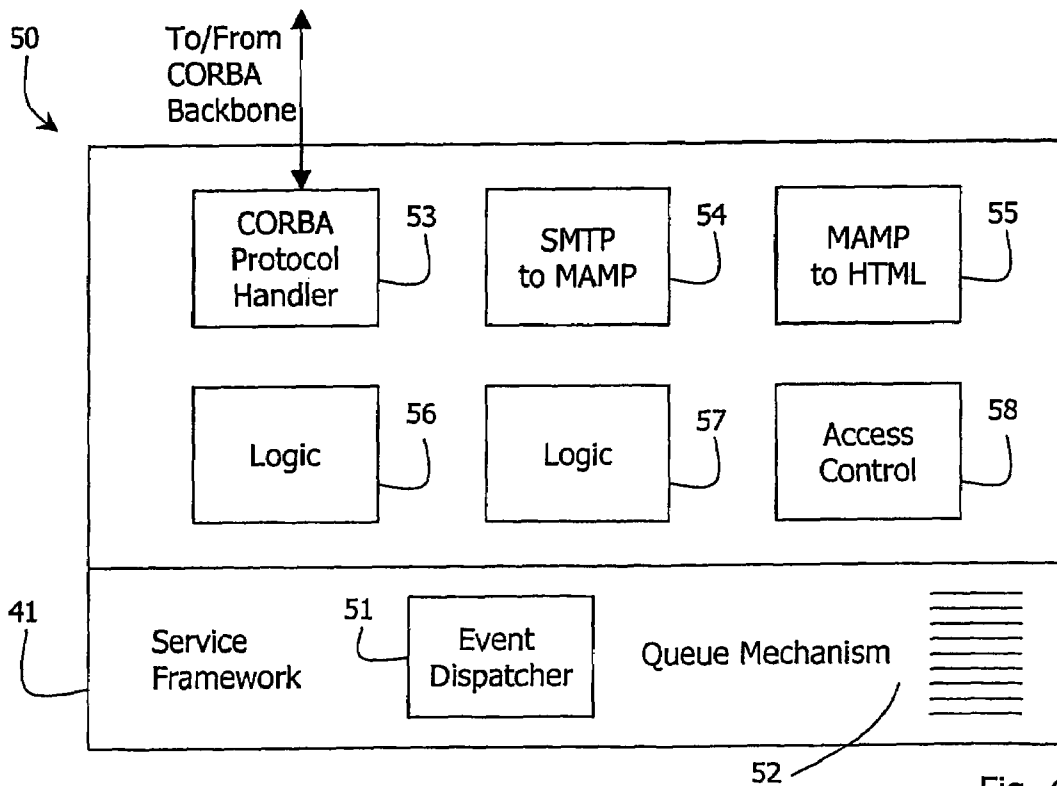 50
To/From
CORBA
Backbone
CORBA
Protocol
Handler
53
SMTP
to MAMP
54
MAMP
to HTML
55
Logic
56
Logic
57
Access
Control
58
41
Service
Framework
51
Event
Dispatcher
Queue Mechanism
52
Fig.